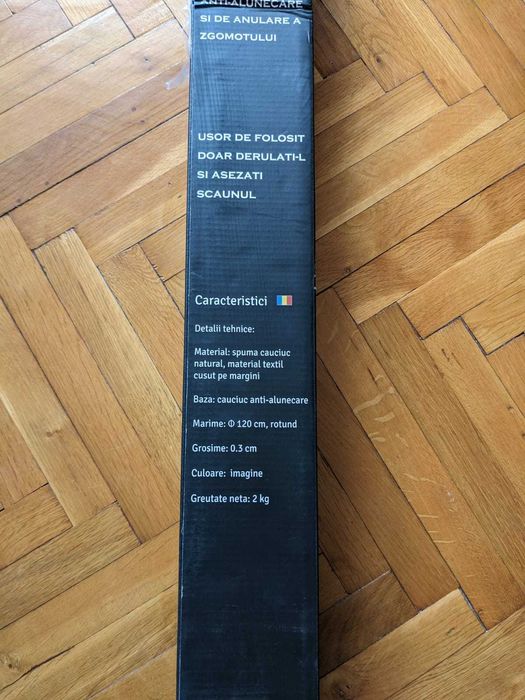 ANTI-ALUNECARE
SI DE ANULARE A
ZGOMOTULUI
USOR DE FOLOSIT
DOAR DERULATI-L
SI ASEZATI
SCAUNUL
Caracteristici
Detalii tehnice:
Material: spuma cauciuc
natural, material textil
cusut pe margini
Baza: cauciuc anti-alunecare
Marime: Φ 120 cm, rotund
Grosime: 0.3 cm
Culoare: imagine
Greutate neta: 2 kg